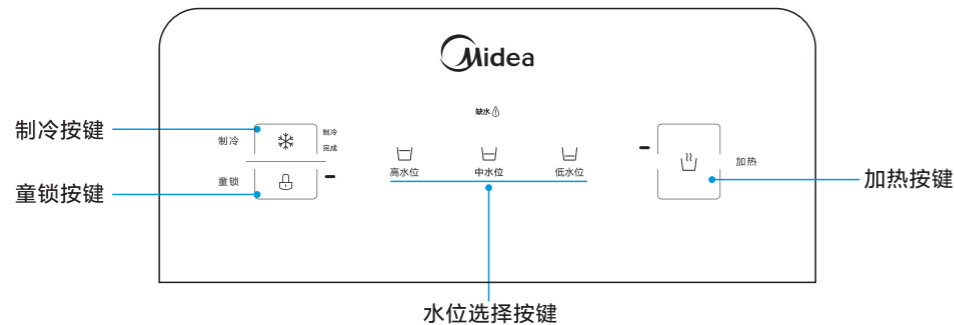 Midea
缺水
制冷按键
制冷
制冷
完成
童锁按键
童锁
高水位
中水位
低水位
加热
加热按键
水位选择按键